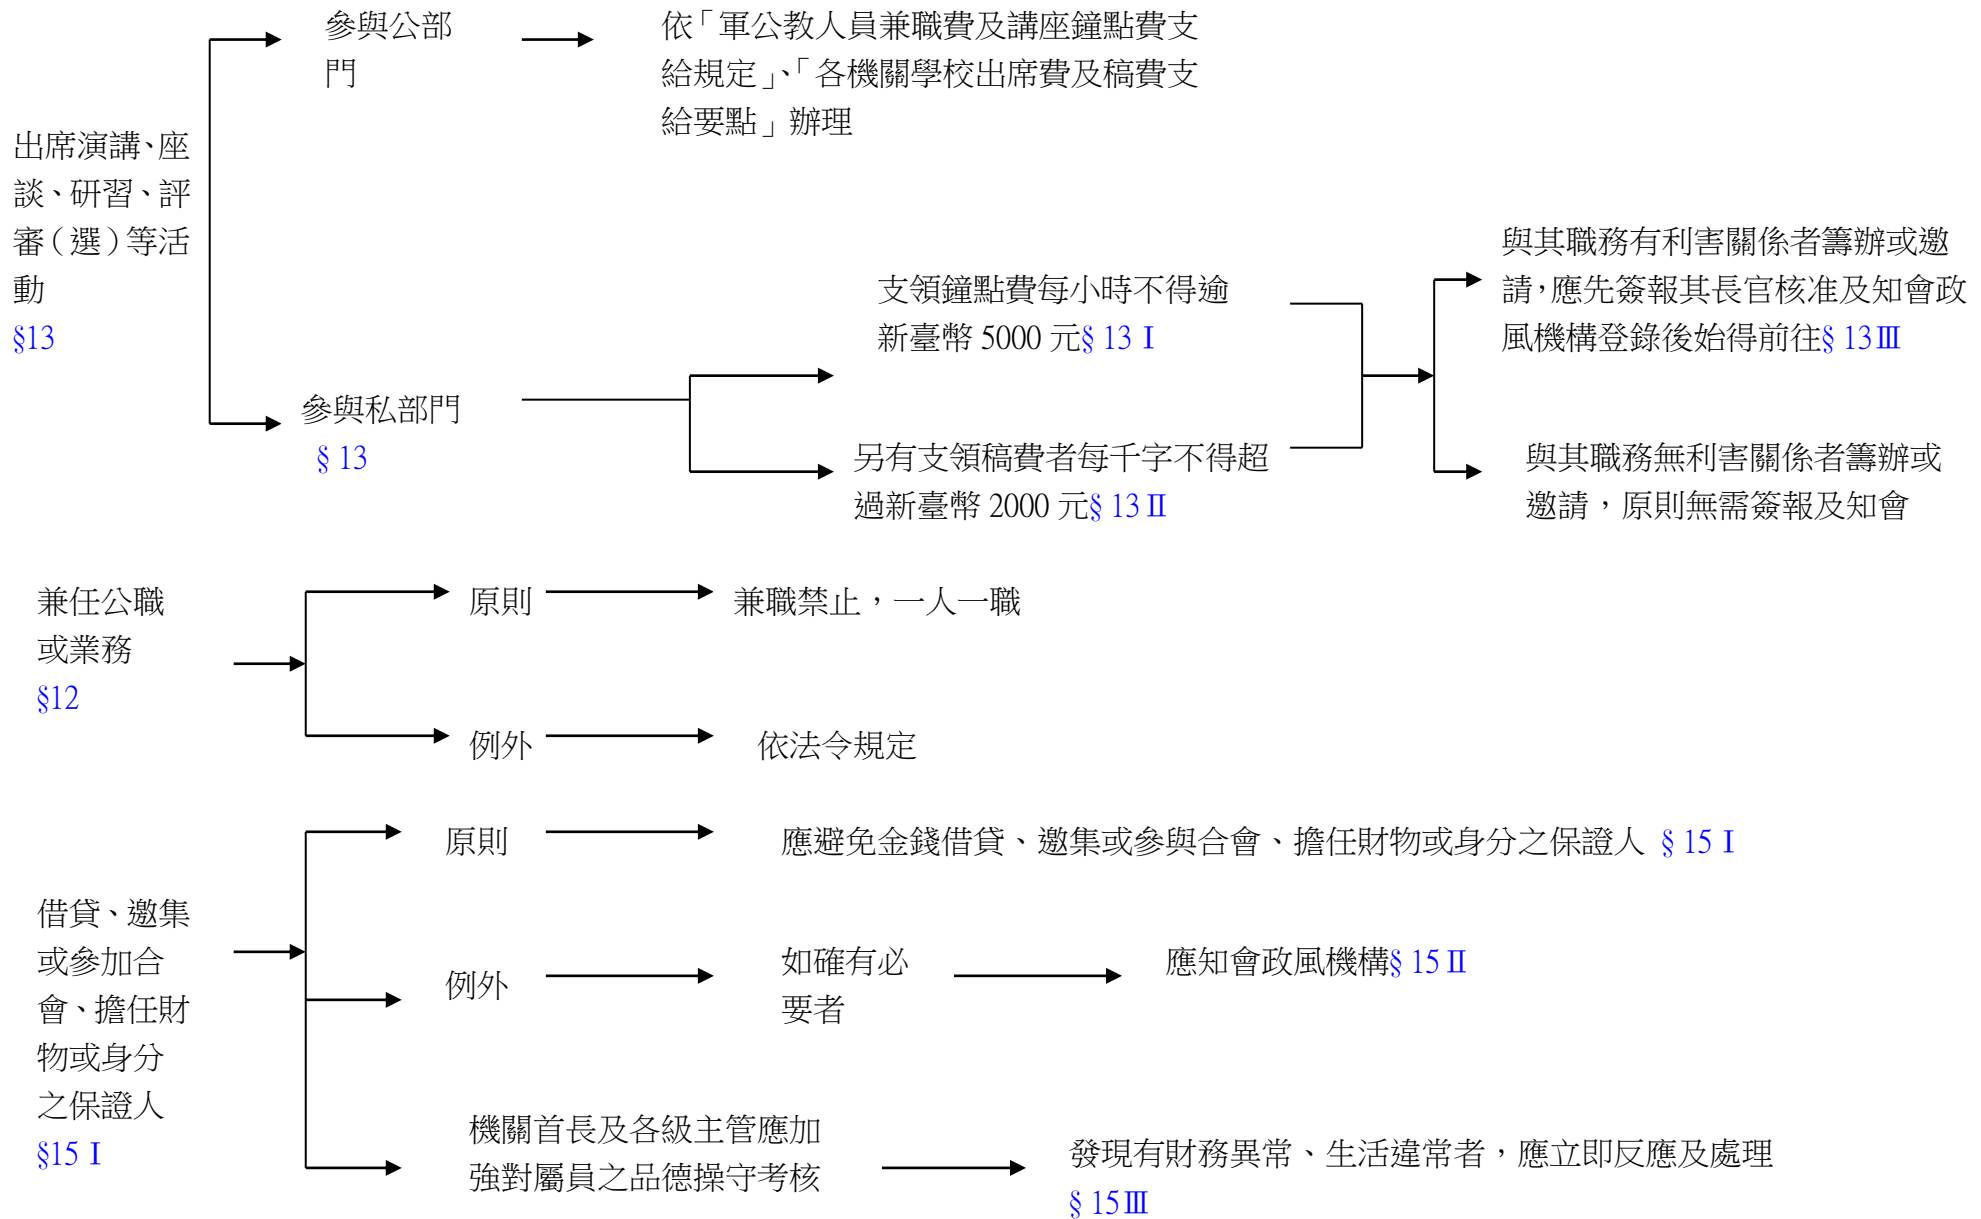 參與公部
門
依「軍公教人員兼職費及講座鐘點費支
給規定」、「各機關學校出席費及稿費支
給要點」辦理
出席演講、座
談、研習、評
審（選）等活
動
§13
參與私部門
§ 13
支領鐘點費每小時不得逾
新臺幣 5000 元§ 13 I
另有支領稿費者每千字不得超
過新臺幣 2000 元§ 13 Ⅱ
與其職務有利害關係者籌辦或邀
請，應先簽報其長官核准及知會政
風機構登錄後始得前往§ 13Ⅲ
與其職務無利害關係者籌辦或
邀請，原則無需簽報及知會
兼任公職
或業務
§12
原則
兼職禁止，一人一職
例外
依法令規定
借貸、邀集
或參加合
會、擔任財
物或身分
之保證人
§15 I
原則
應避免金錢借貸、邀集或參與合會、擔任財物或身分之保證人 § 15 I
例外
如確有必
要者
應知會政風機構§ 15 Ⅱ
機關首長及各級主管應加
強對屬員之品德操守考核
發現有財務異常、生活違常者，應立即反應及處理
§ 15Ⅲ